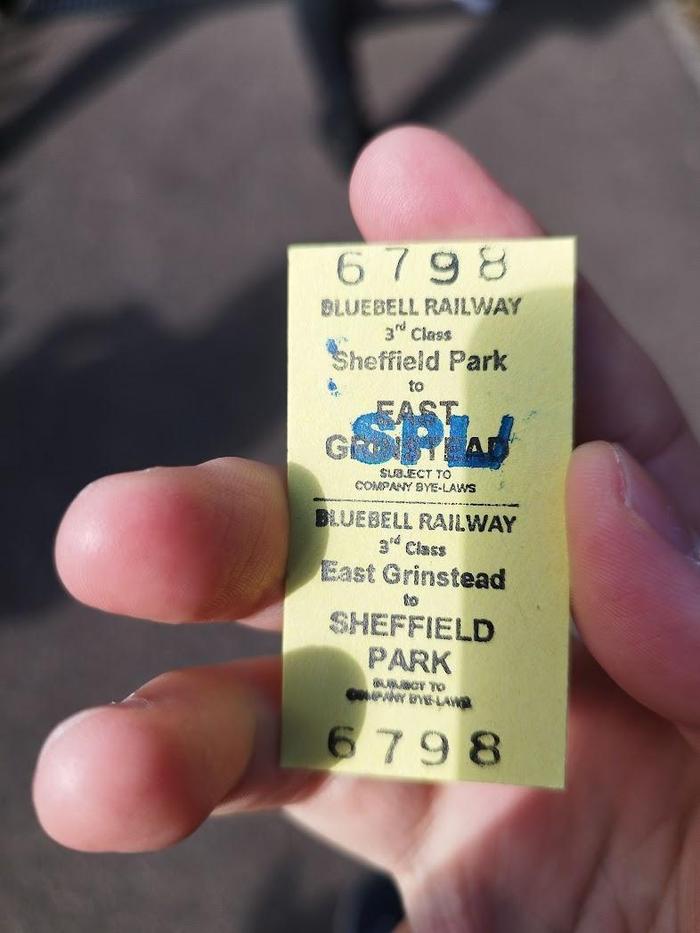 6798
BLUEBELL RAILWAY
3rd Class
Sheffield Park
to
EAST
GRINSTEAD
SPL/
SUBJECT TO
COMPANY BYE-LAWS
BLUEBELL RAILWAY
3rd Class
East Grinstead
to
SHEFFIELD
PARK
SUBJECT TO
COMPANY BYE-LAWS
6798